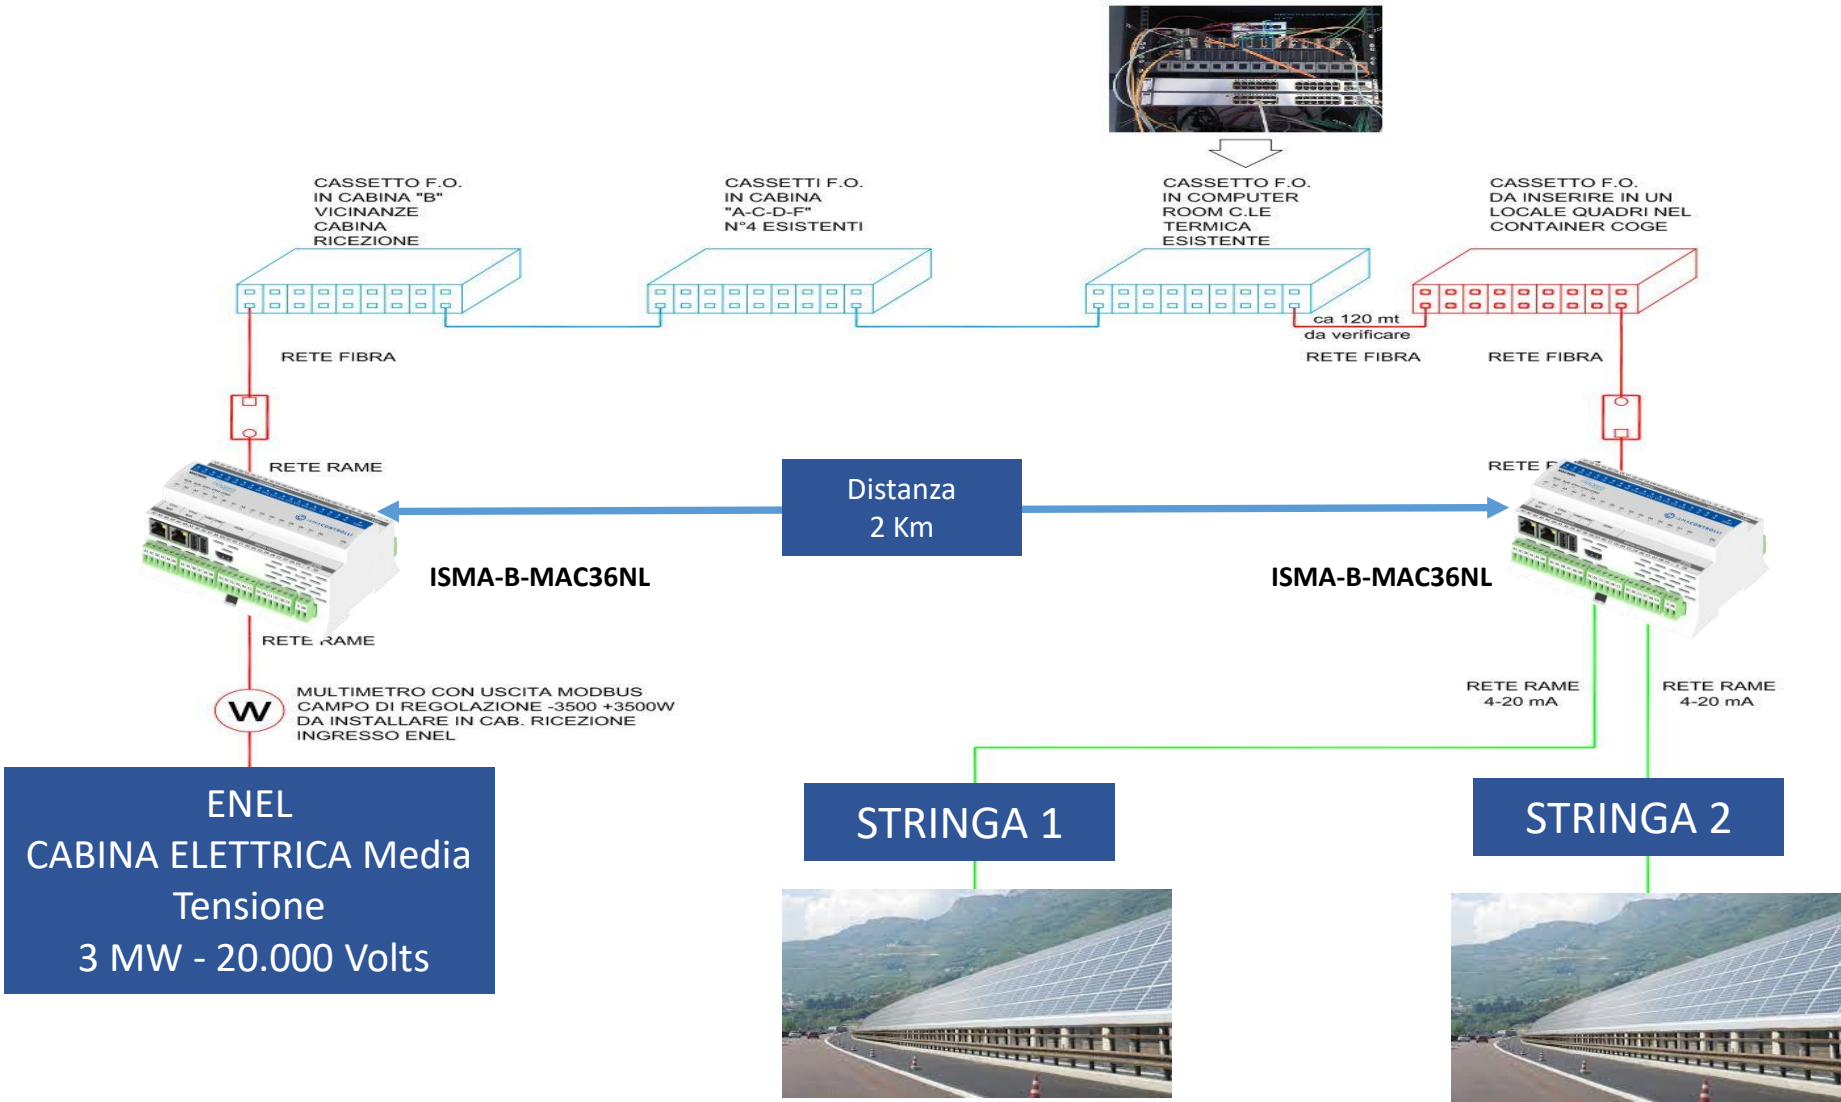 CASSETTO F.O.
IN CABINA "B"
VICINANZE
CABINA
RICEZIONE
CASSETTI F.O.
IN CABINA
"A-C-D-F"
N°4 ESISTENTI
CASSETTO F.O.
IN COMPUTER
ROOM C.LE
TERMICA
ESISTENTE
CASSETTO F.O.
DA INSERIRE IN UN
LOCALE QUADRI NEL
CONTAINER COGE
ca 120 mt
da verificare
RETE FIBRA
RETE FIBRA
RETE FIBRA
RETE RAME
RETE
Distanza
2 Km
ISMA-B-MAC36NL
ISMA-B-MAC36NL
RETE RAME
W
MULTIMETRO CON USCITA MODBUS
CAMPO DI REGOLAZIONE -3500 +3500W
DA INSTALLARE IN CAB. RICEZIONE
INGRESSO ENEL
RETE RAME
4-20 mA
RETE RAME
4-20 mA
ENEL
CABINA ELETTRICA Media
Tensione
3 MW - 20.000 Volts
STRINGA 1
STRINGA 2